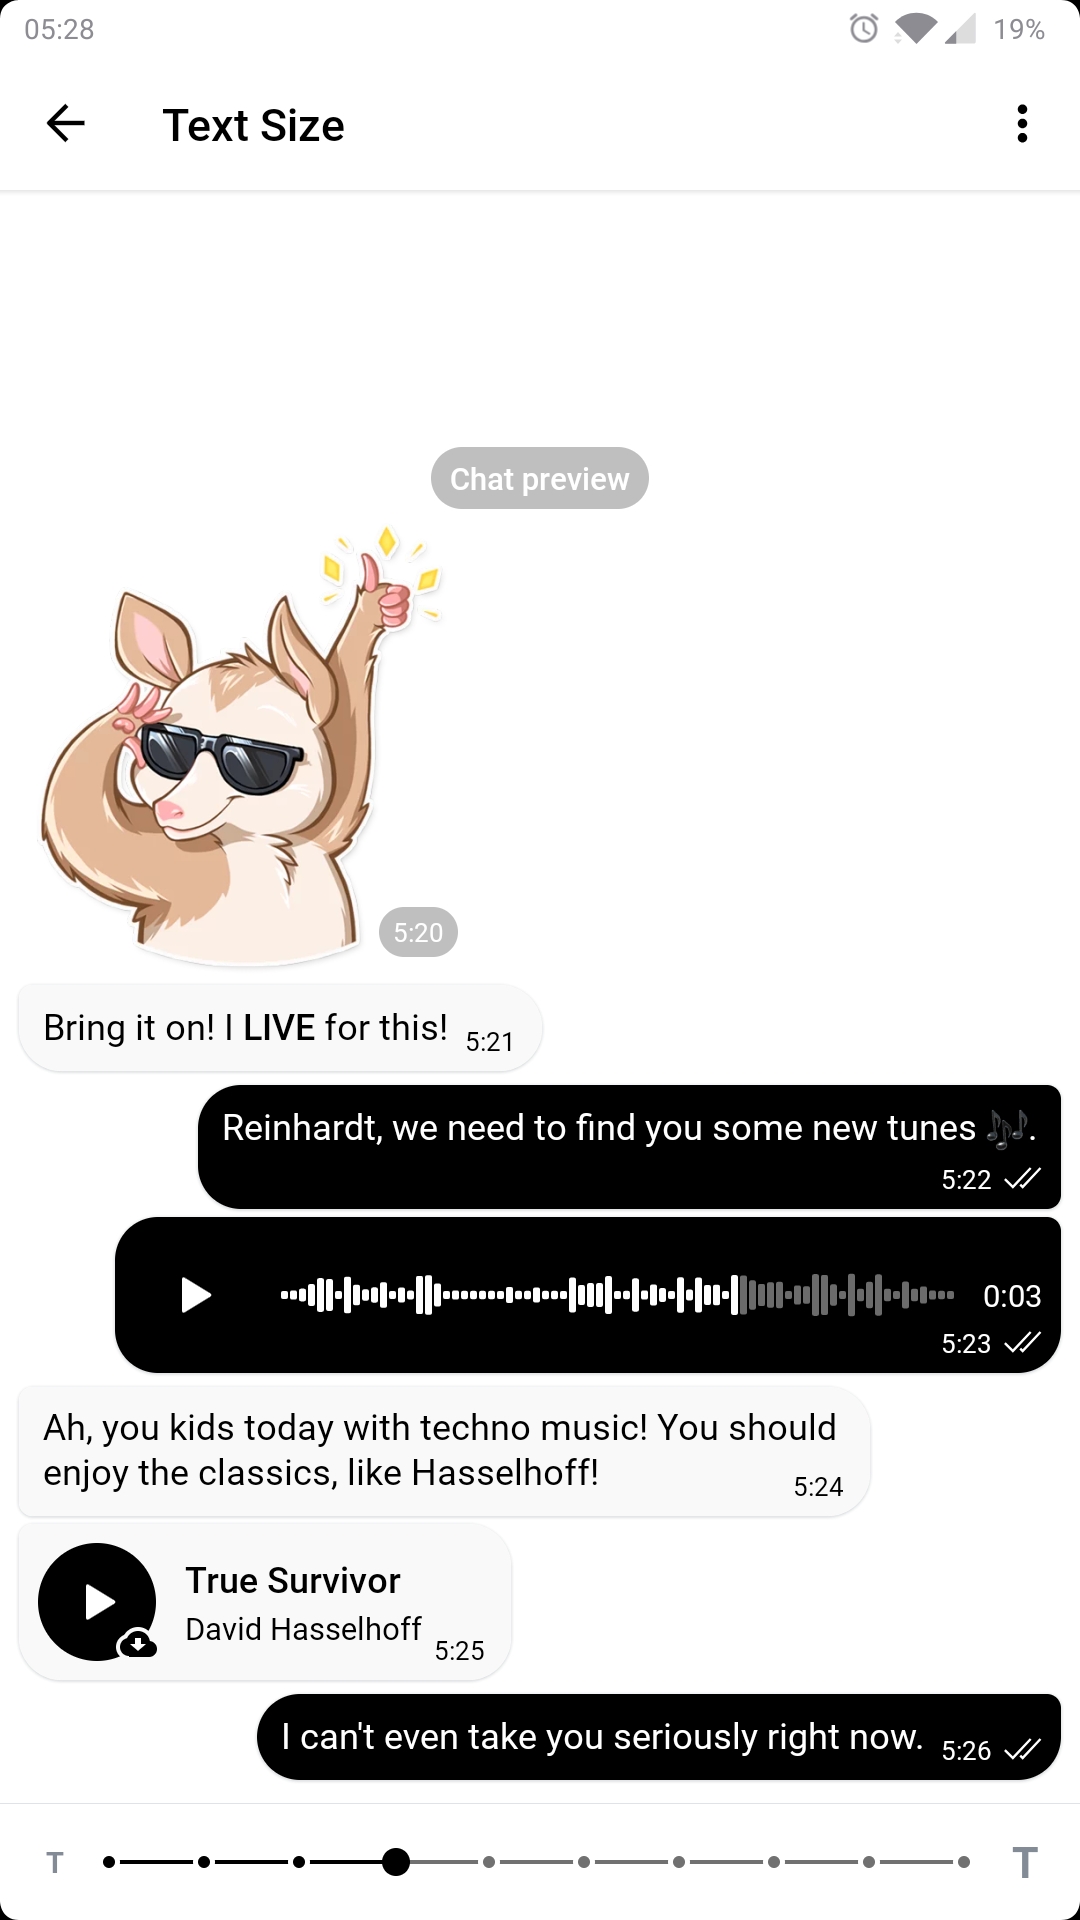 05:28
19%
Text Size
Chat preview
5:20
Bring it on! I LIVE for this! 5:21
Reinhardt, we need to find you some new tunes 🎶.
5:22
0:03
5:23
Ah, you kids today with techno music! You should
enjoy the classics, like Hasselhoff!
5:24
True Survivor
David Hasselhoff 5:25
I can't even take you seriously right now. 5:26
T T